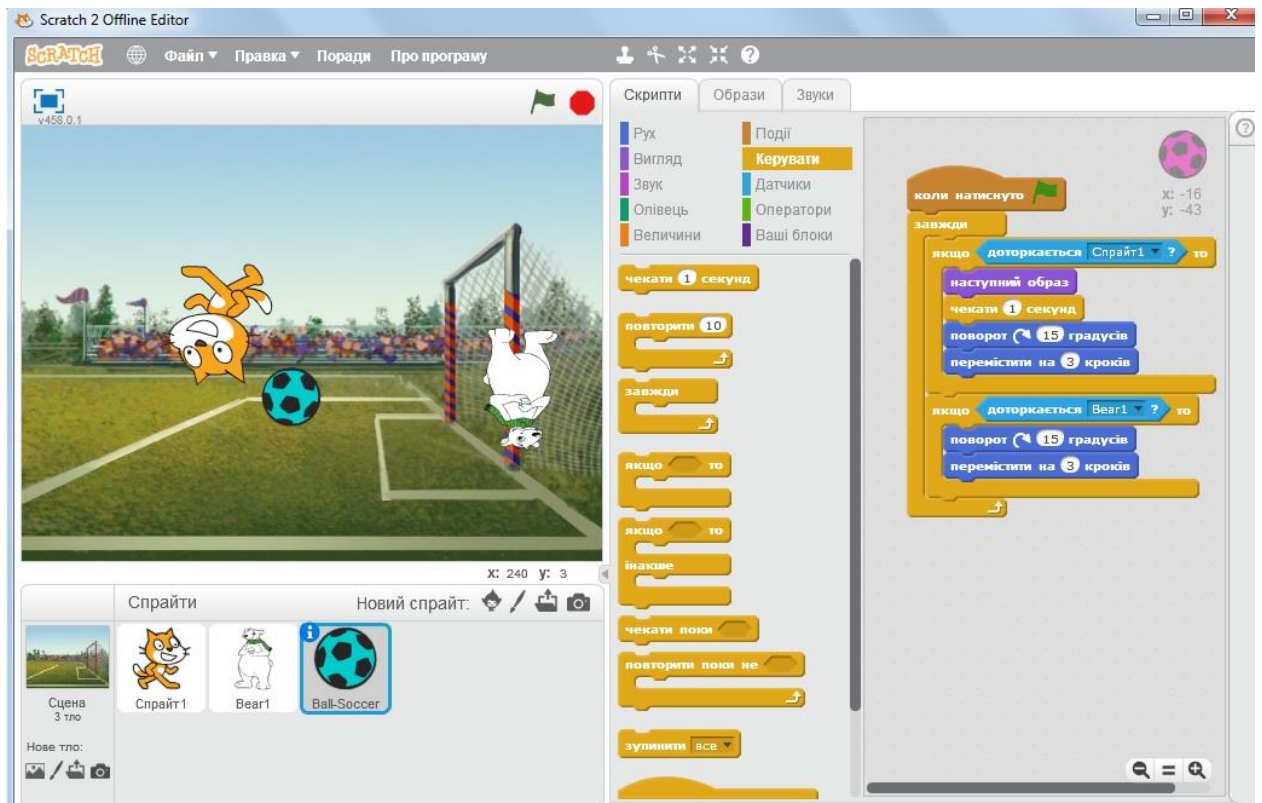 Scratch 2 Offline Editor
SCRATCH Файл Правка Поради Про програму
v458.0.1
x: 240 y: 3
Спрайти Новий спрайт:
Сцена
3 тло
Нове тло:
Спрайт1
Bear1
Ball-Soccer
Скрипти Образи Звуки
Рух Події
Вигляд Керувати
Звук Датчики
Олівець Оператори
Величини Ваші блоки
чекати 1 секунд
повторити 10
завжди
якщо то
якщо то
інакше
чекати поки
повторити поки не
зупинити все
x: -16
y: -43
коли натиснуто
завжди
якщо доторкається Спрайт1 ? то
наступний образ
чекати 1 секунд
поворот 15 градусів
перемістити на 3 кроків
якщо доторкається Bear1 ? то
поворот 15 градусів
перемістити на 3 кроків